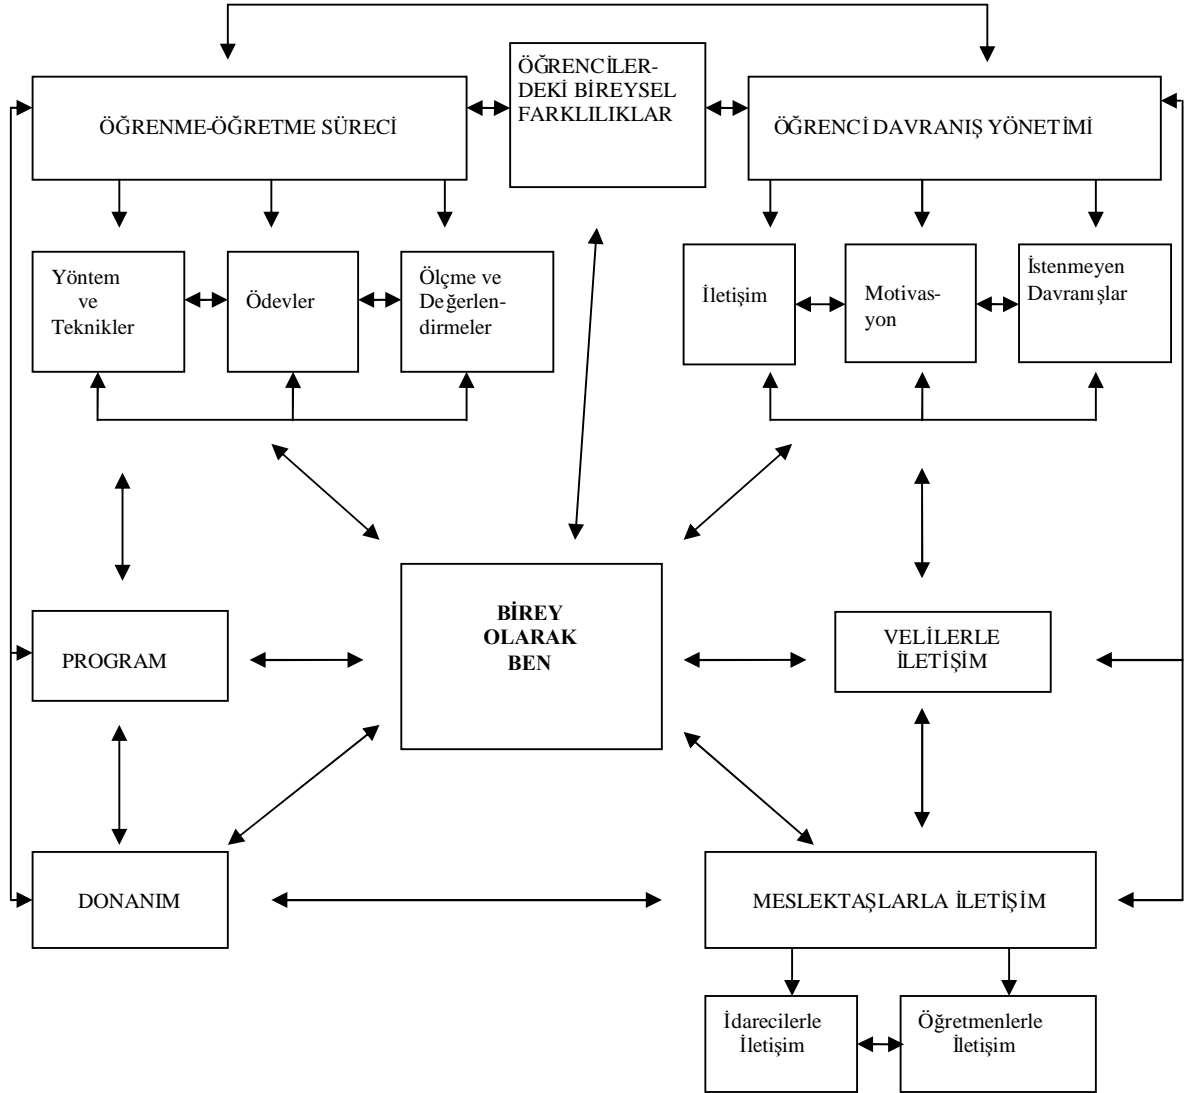 ÖĞRENME-ÖĞRETME SÜRECİ
ÖĞRENCİLER-
DEKİ BİREYSEL
FARKLILIKLAR
ÖĞRENCİ DAVRANIŞ YÖNETİMİ
Yöntem
ve
Teknikler
Ödevler
Ölçme ve
Değerlen-
dirmeler
İletişim
Motivas-
yon
İstenmeyen
Davranışlar
BİREY
OLARAK
BEN
PROGRAM
VELİLERLE
İLETİŞİM
DONANIM
MESLEKTAŞLARLA İLETİŞİM
İdarecilerle
İletişim
Öğretmenlerle
İletişim